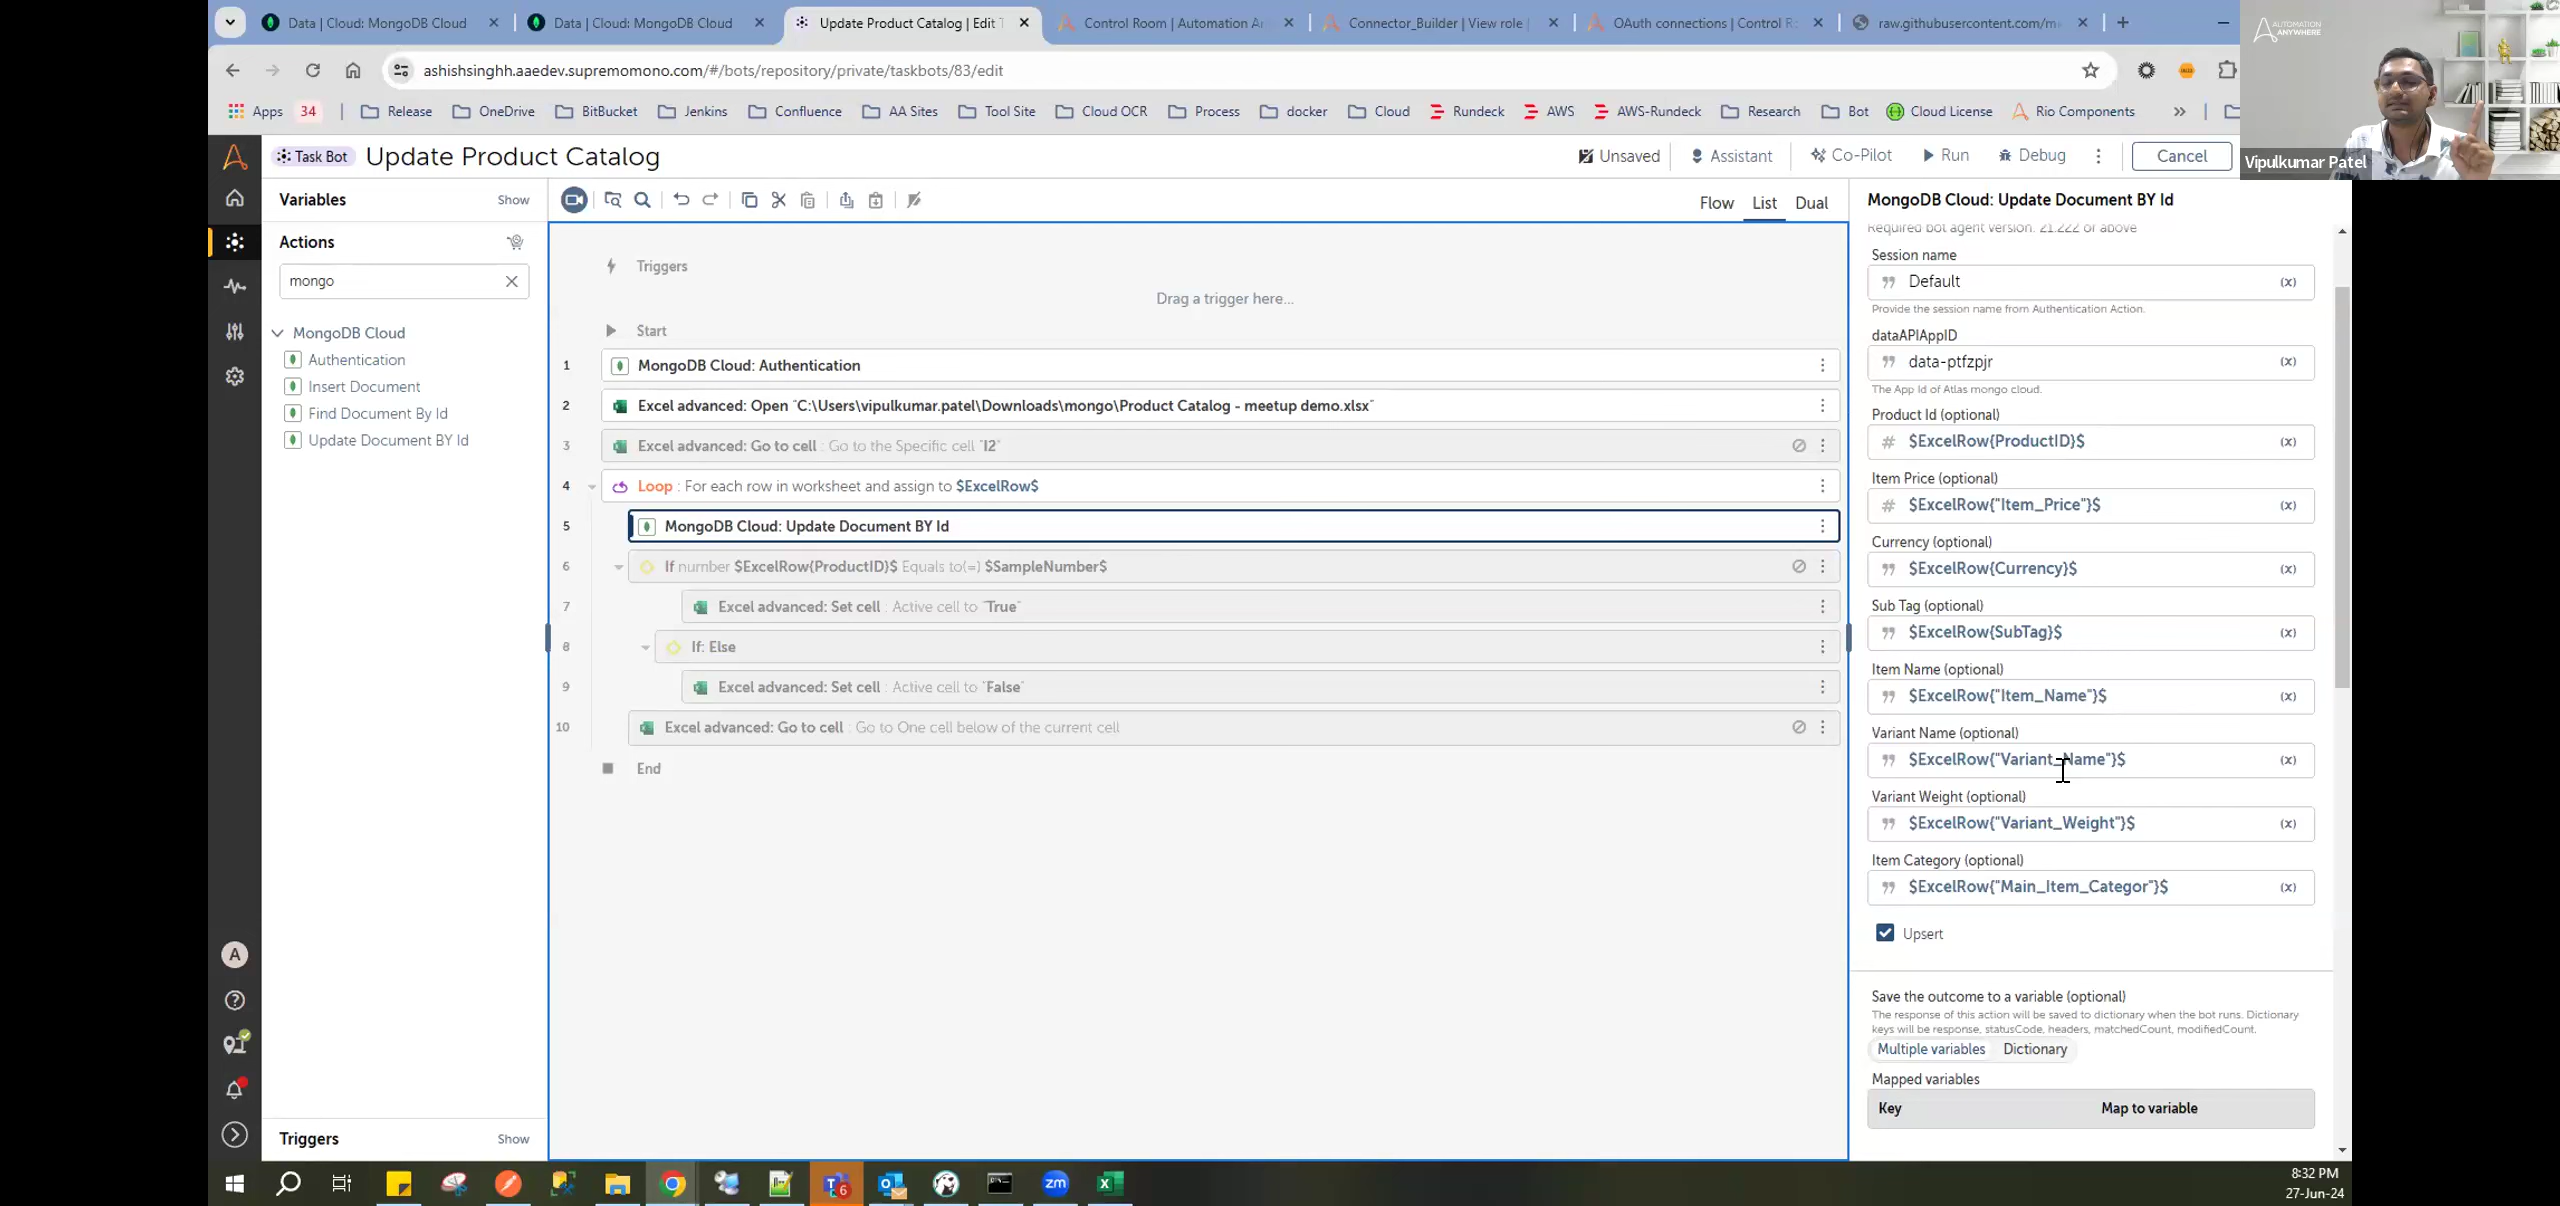 Data | Cloud: MongoDB Cloud
Data | Cloud: MongoDB Cloud
Update Product Catalog | Edit T
Control Room | Automation A
Connector_Builder | View role |
OAuth connections | Control R
raw.githubusercontent.com/m
ashishsinghh.aaedev.supremomono.com/#/bots/repository/private/taskbots/83/edit
Apps 34 Release OneDrive BitBucket Jenkins Confluence AA Sites Tool Site Cloud OCR Process docker Cloud Rundeck AWS AWS-Rundeck Research Bot Cloud License Rio Components
AUTOMATION
ANYWHERE
Vipulkumar Patel
Task Bot Update Product Catalog
Unsaved Assistant Co-Pilot Run Debug Cancel
Variables Show
Actions
mongo
MongoDB Cloud
Authentication
Insert Document
Find Document By Id
Update Document BY Id
Triggers Show
A
Flow List Dual
Triggers
Drag a trigger here...
Start
1 MongoDB Cloud: Authentication
2 Excel advanced: Open "C:\Users\vipulkumar.patel\Downloads\mongo\Product Catalog - meetup demo.xlsx"
3 Excel advanced: Go to cell : Go to the Specific cell "I2"
4 Loop : For each row in worksheet and assign to $ExcelRow$
5 MongoDB Cloud: Update Document BY Id
6 If number $ExcelRow{ProductID}$ Equals to(=) $SampleNumber$
7 Excel advanced: Set cell : Active cell to "True"
8 If: Else
9 Excel advanced: Set cell : Active cell to "False"
10 Excel advanced: Go to cell : Go to One cell below of the current cell
End
MongoDB Cloud: Update Document BY Id
Required bot agent version: 21.222 or above
Session name
Default (x)
Provide the session name from Authentication Action.
dataAPIAppID
data-ptfzpjr (x)
The App Id of Atlas mongo cloud.
Product Id (optional)
# $ExcelRow{ProductID}$ (x)
Item Price (optional)
# $ExcelRow{"Item_Price"}$ (x)
Currency (optional)
$ExcelRow{Currency}$ (x)
Sub Tag (optional)
$ExcelRow{SubTag}$ (x)
Item Name (optional)
$ExcelRow{"Item_Name"}$ (x)
Variant Name (optional)
$ExcelRow{"Variant_Name"}$ (x)
Variant Weight (optional)
$ExcelRow{"Variant_Weight"}$ (x)
Item Category (optional)
$ExcelRow{"Main_Item_Categor"}$ (x)
Upsert
Save the outcome to a variable (optional)
The response of this action will be saved to dictionary when the bot runs. Dictionary
keys will be response, statusCode, headers, matchedCount, modifiedCount.
Multiple variables Dictionary
Mapped variables
Key Map to variable
6
zm
8:32 PM
27-Jun-24